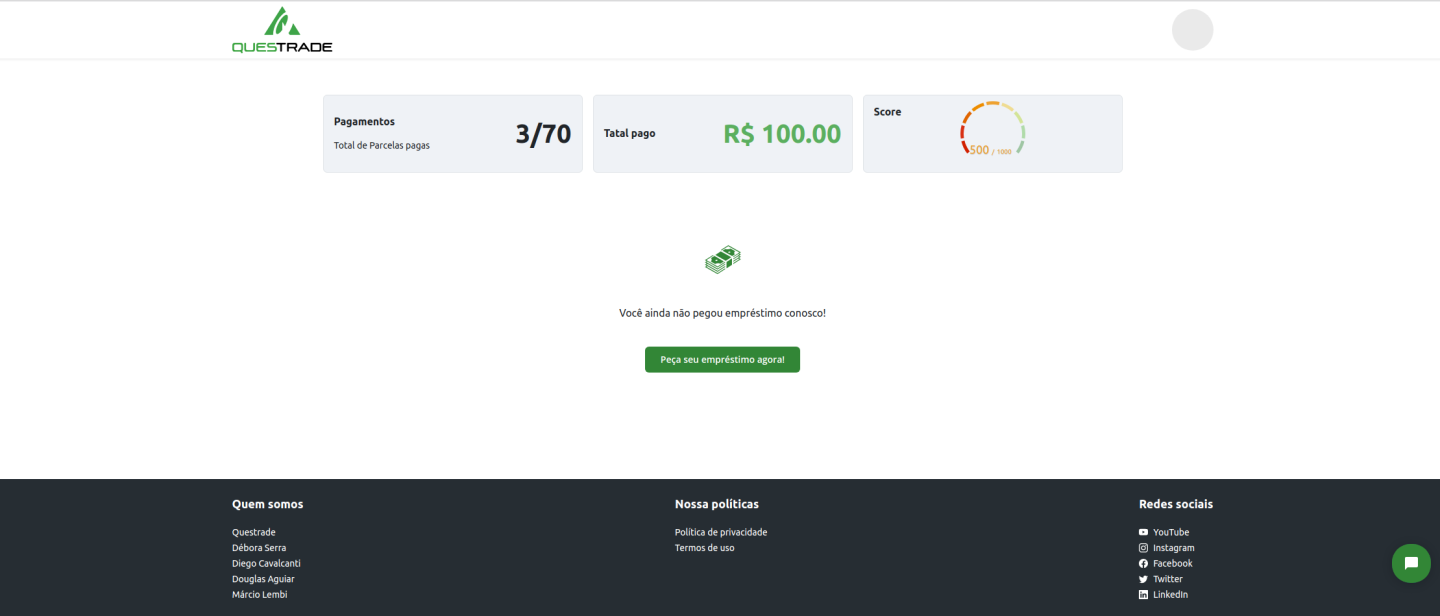 QUESTRADE
Pagamentos
Total de Parcelas pagas
3/70
Tatal pago
R$ 100.00
Score
500 / 1000
Você ainda não pegou empréstimo conosco!
Peça seu empréstimo agora!
Quem somos
Questrade
Débora Serra
Diego Cavalcanti
Douglas Aguiar
Márcio Lembi
Nossa políticas
Política de privacidade
Termos de uso
Redes sociais
YouTube
Instagram
Facebook
Twitter
LinkedIn